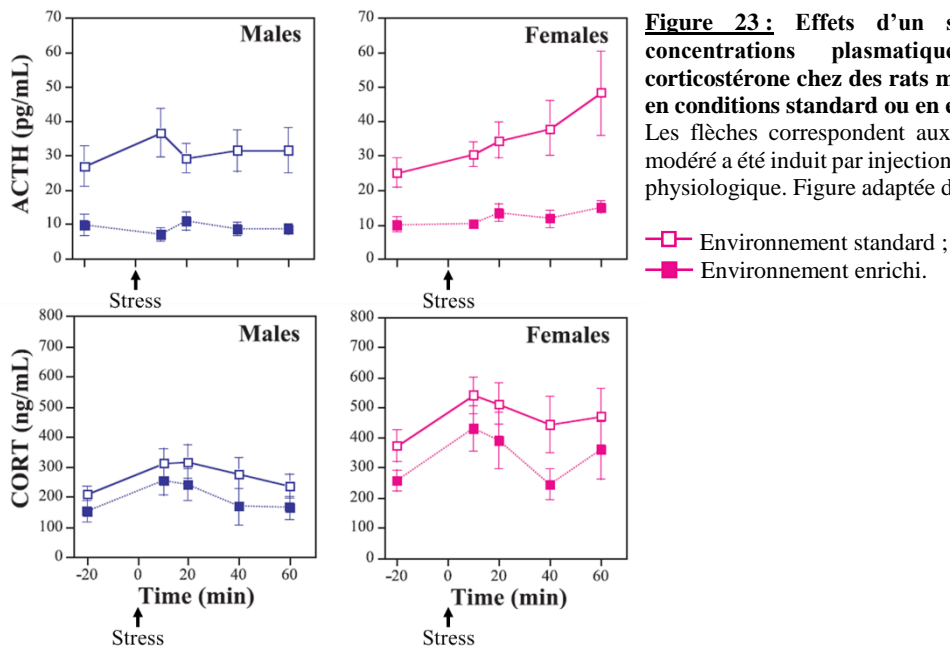 70
60
50
40
30
20
10
0
ACTH (pg/mL)
Males
Stress
70
60
50
40
30
20
10
0
Females
Stress
800
700
600
500
400
300
200
100
0
CORT (ng/mL)
Males
-20 0 20 40 60
Time (min)
Stress
800
700
600
500
400
300
200
100
0
Females
-20 0 20 40 60
Time (min)
Stress
Figure 23 : Effets d’un s
concentrations plasmatique
corticostérone chez des rats m
en conditions standard ou en e
Les flèches correspondent aux
modéré a été induit par injection
physiologique. Figure adaptée d
Environnement standard ;
Environnement enrichi.